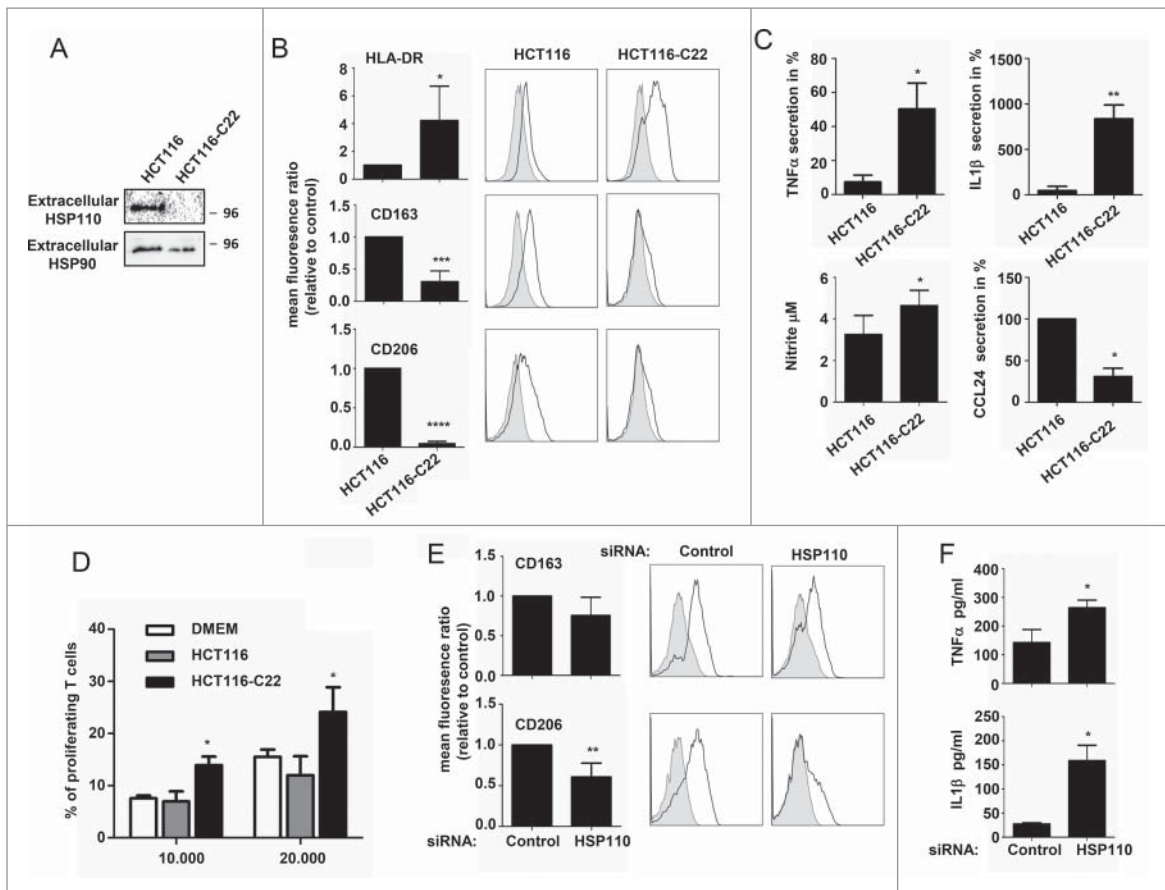 A
HCT116
HCT116-C22
Extracellular
HSP110
– 96
Extracellular
HSP90
– 96
B
mean fluoresence ratio
(relative to control)
HLA-DR
8
6
4
2
0
*
CD163
1.5
1.0
0.5
0.0
***
CD206
1.5
1.0
0.5
0.0
****
HCT116
HCT116-C22
HCT116
HCT116-C22
C
TNFα secretion in %
80
60
40
20
0
*
HCT116
HCT116-C22
IL1β secretion in %
1500
1000
500
0
**
HCT116
HCT116-C22
Nitrite µM
6
4
2
0
*
HCT116
HCT116-C22
CCL24 secretion in %
150
100
50
0
*
HCT116
HCT116-C22
D
% of proliferating T cells
40
30
20
10
0
DMEM
HCT116
HCT116-C22
*
*
10.000
20.000
E
mean fluoresence ratio
(relative to control)
CD163
1.5
1.0
0.5
0.0
CD206
1.5
1.0
0.5
0.0
**
siRNA: Control HSP110
siRNA: Control HSP110
F
TNFα pg/ml
400
300
200
100
0
*
IL1β pg/ml
250
200
150
100
50
0
*
siRNA: Control HSP110